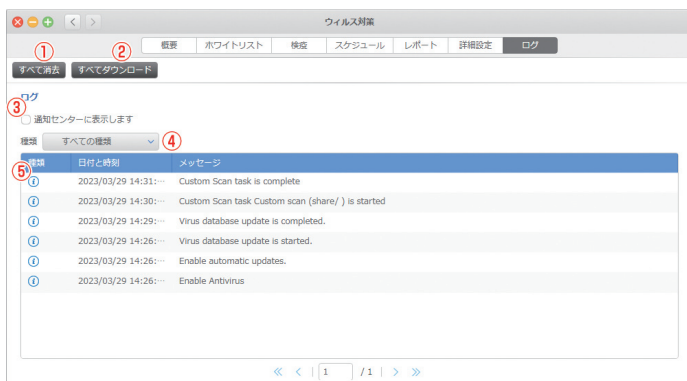 ウィルス対策
概要 ホワイトリスト 検疫 スケジュール レポート 詳細設定 ログ
① ②
すべて消去 すべてダウンロード
ログ
③
通知センターに表示します
種類 すべての種類 ④
種類 日付と時刻 メッセージ
⑤
2023/03/29 14:31:… Custom Scan task is complete
2023/03/29 14:30:… Custom Scan task Custom scan (share/ ) is started
2023/03/29 14:29:… Virus database update is completed.
2023/03/29 14:26:… Virus database update is started.
2023/03/29 14:26:… Enable automatic updates.
2023/03/29 14:26:… Enable Antivirus
1 / 1